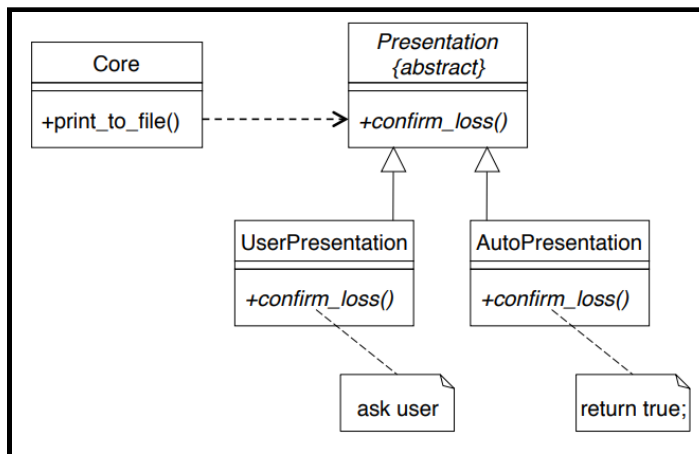 Core
+print_to_file()
Presentation
{abstract}
+confirm_loss()
UserPresentation
+confirm_loss()
AutoPresentation
+confirm_loss()
ask user
return true;